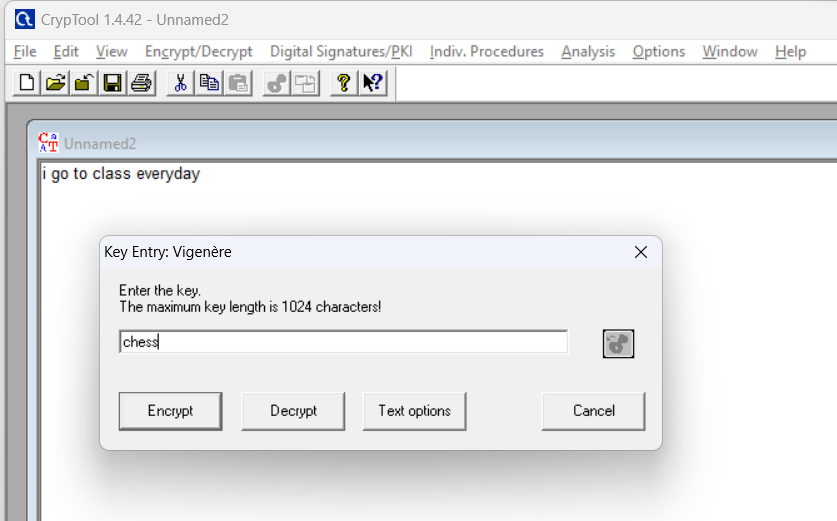 CrypTool 1.4.42 - Unnamed2
File Edit View Encrypt/Decrypt Digital Signatures/PKI Indiv. Procedures Analysis Options Window Help
Unnamed2
i go to class everyday
Key Entry: Vigenère
Enter the key.
The maximum key length is 1024 characters!
chess
Encrypt Decrypt Text options Cancel